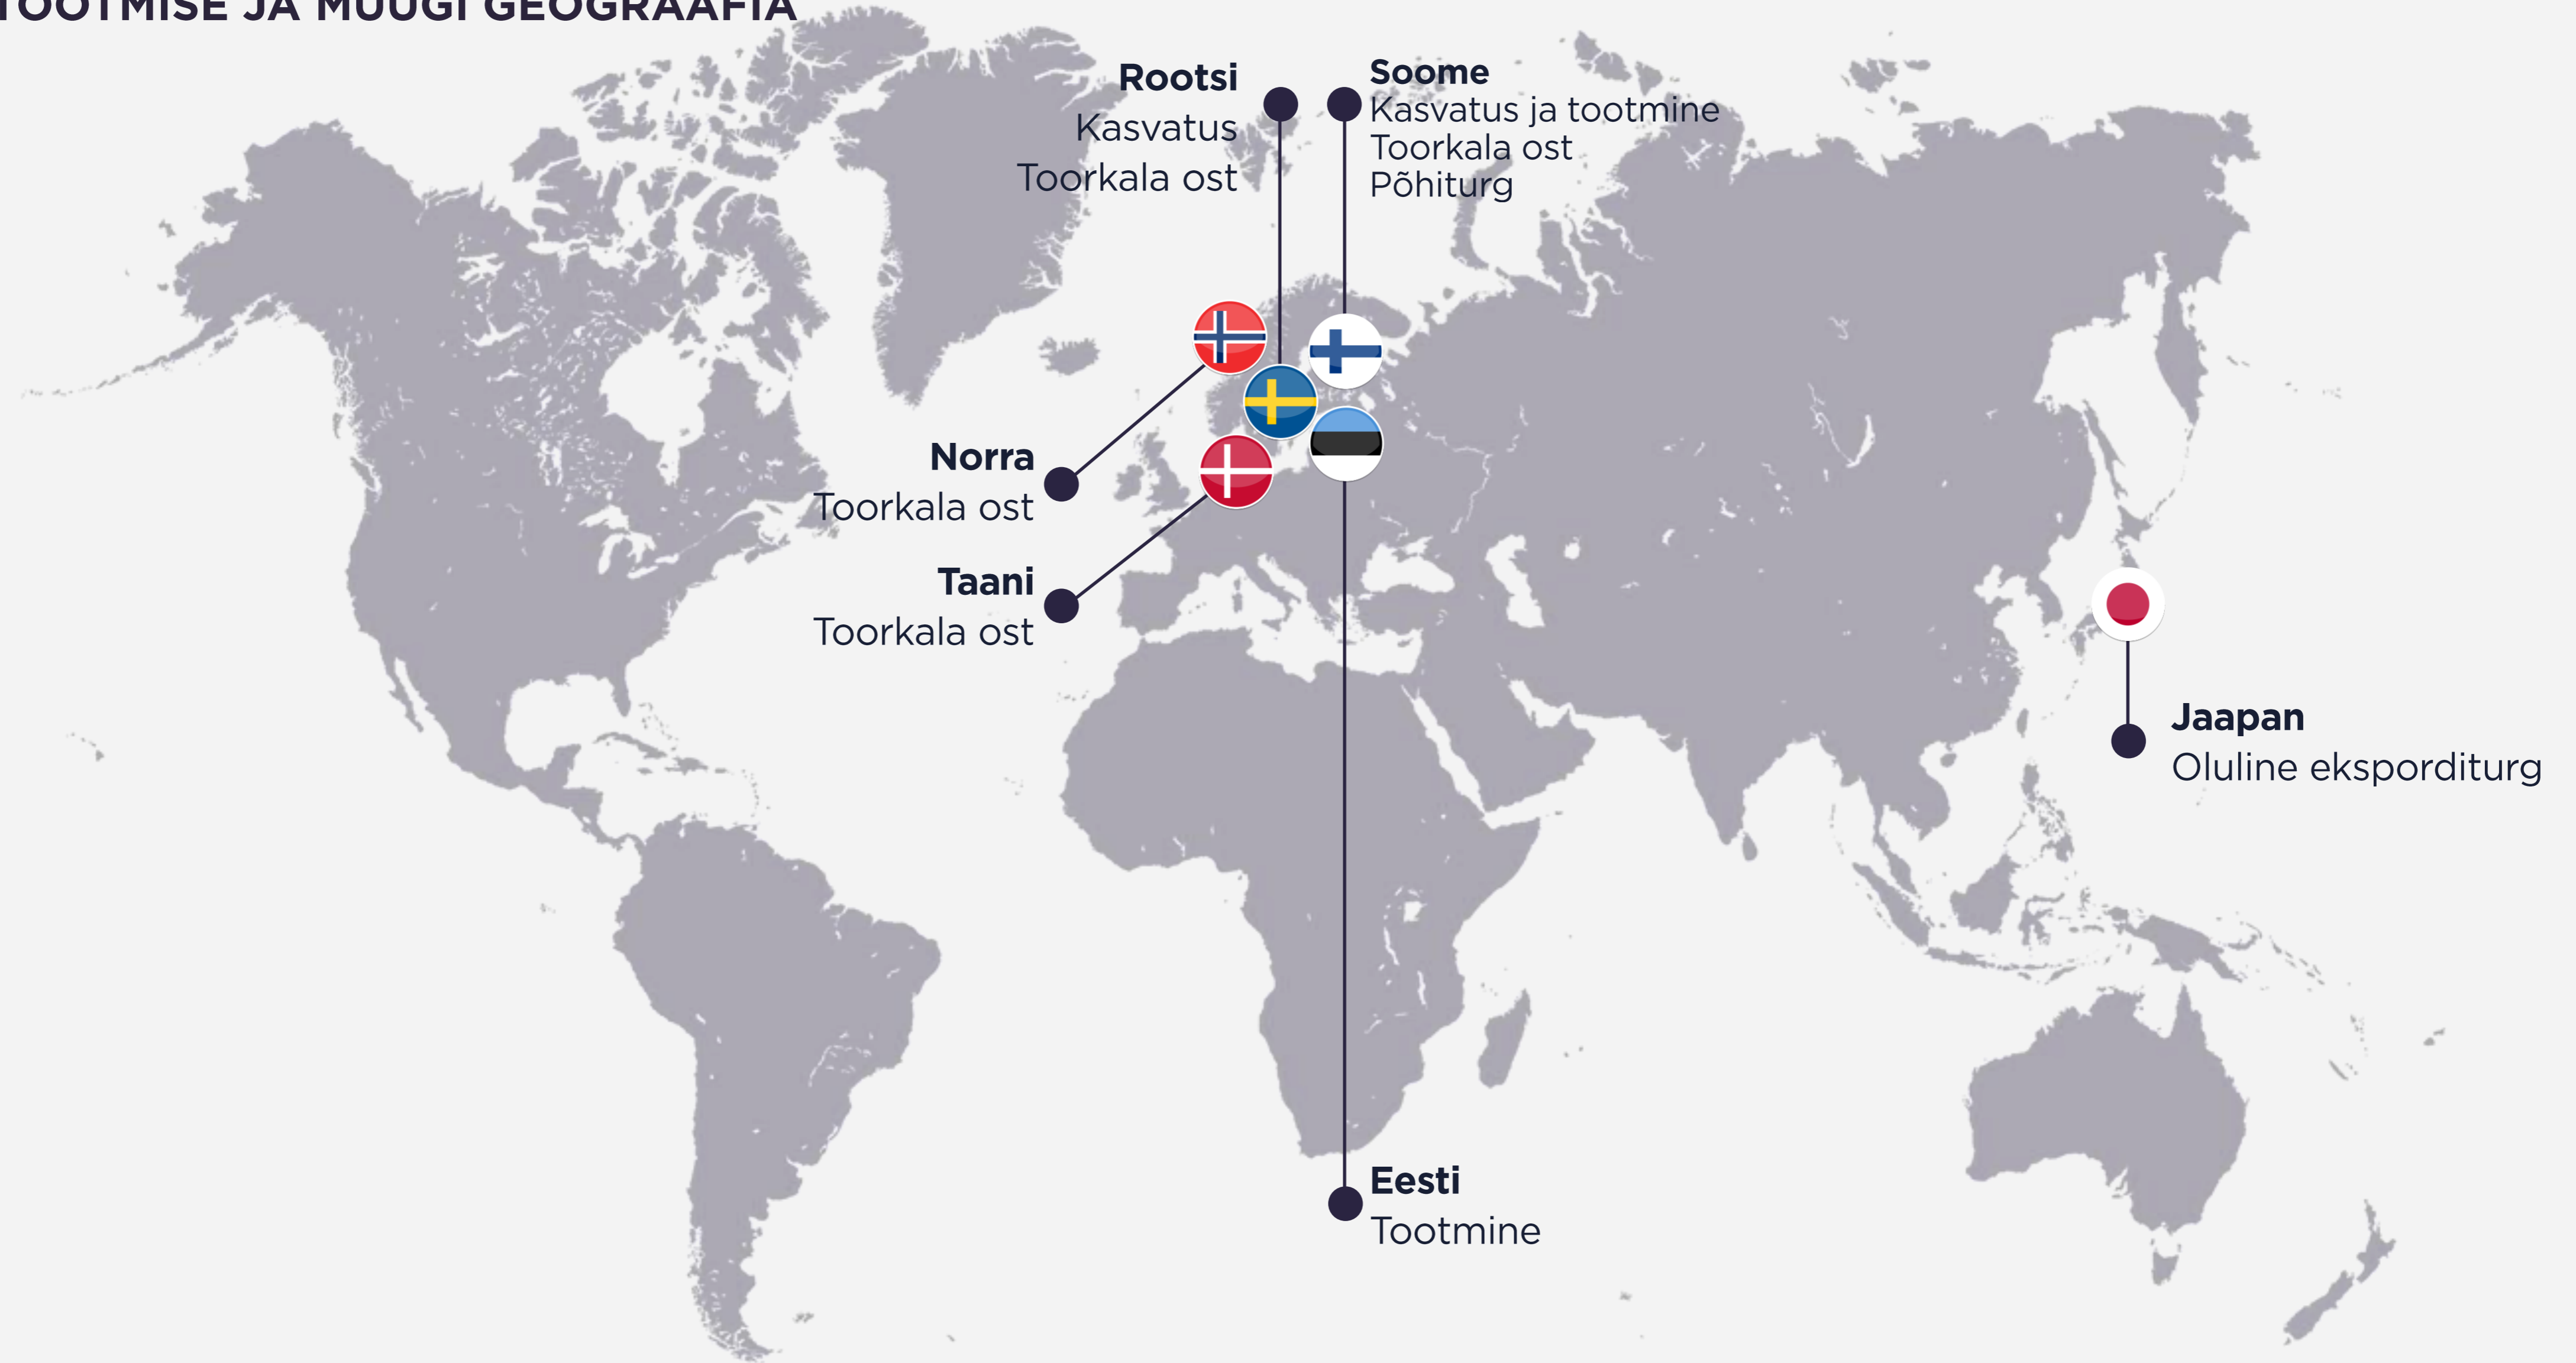 TOOTMISE JA MÜÜGI GEOGRAAFIA
Rootsi
Kasvatus
Toorkala ost
Soome
Kasvatus ja tootmine
Toorkala ost
Põhiturg
Norra
Toorkala ost
Taani
Toorkala ost
Jaapan
Oluline eksporditurg
Eesti
Tootmine